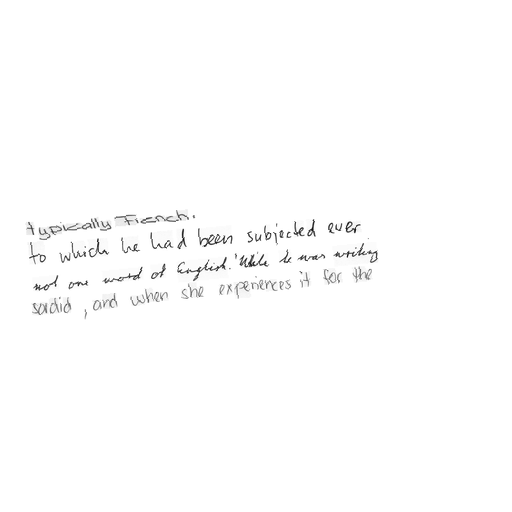 typically French.
to which he had been subjected ever
not one word of English.' While he was writing
sordid , and when she experiences it for the